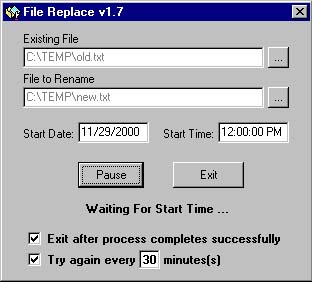 File Replace v1.7
Existing File
C:\TEMP\old.txt
...
File to Rename
C:\TEMP\new.txt
...
Start Date: 11/29/2000 Start Time: 12:00:00 PM
Pause Exit
Waiting For Start Time ...
Exit after process completes successfully
Try again every 30 minutes(s)